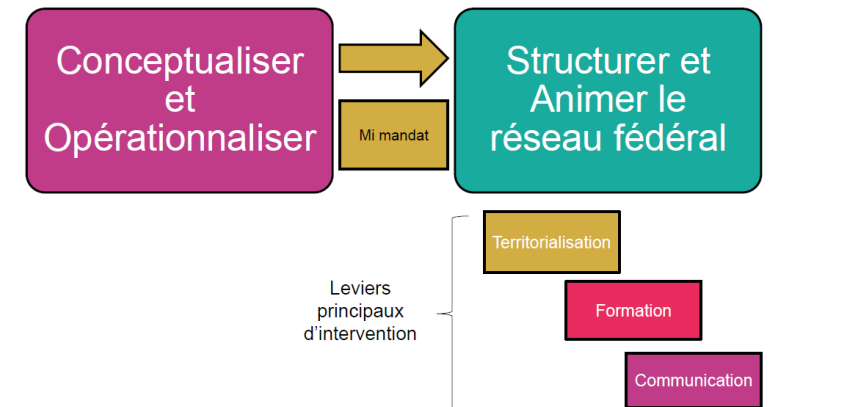 Conceptualiser
et
Opérationnaliser
Mi mandat
Structurer et
Animer le
réseau fédéral
Leviers
principaux
d'intervention
Territorialisation
Formation
Communication